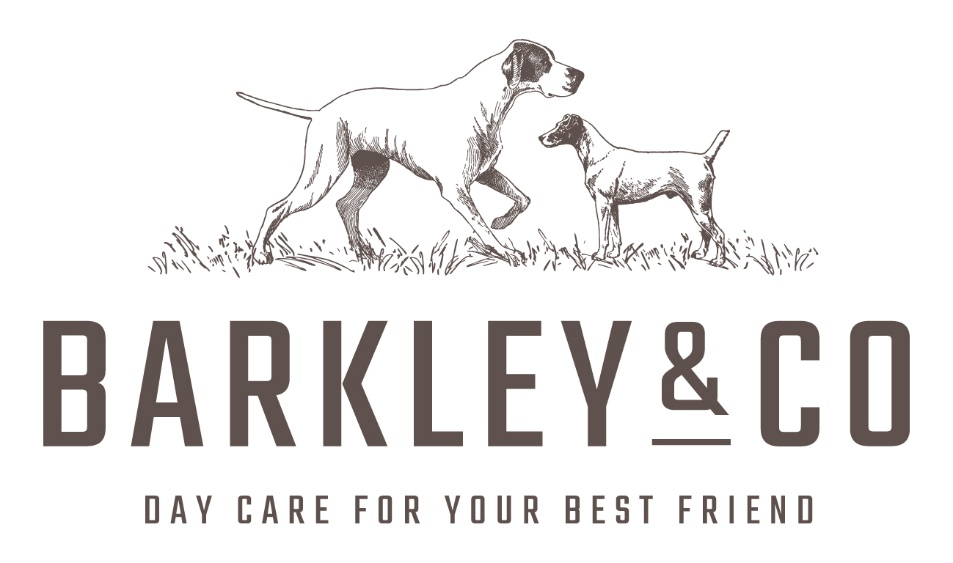 BARKLEY & CO
DAY CARE FOR YOUR BEST FRIEND